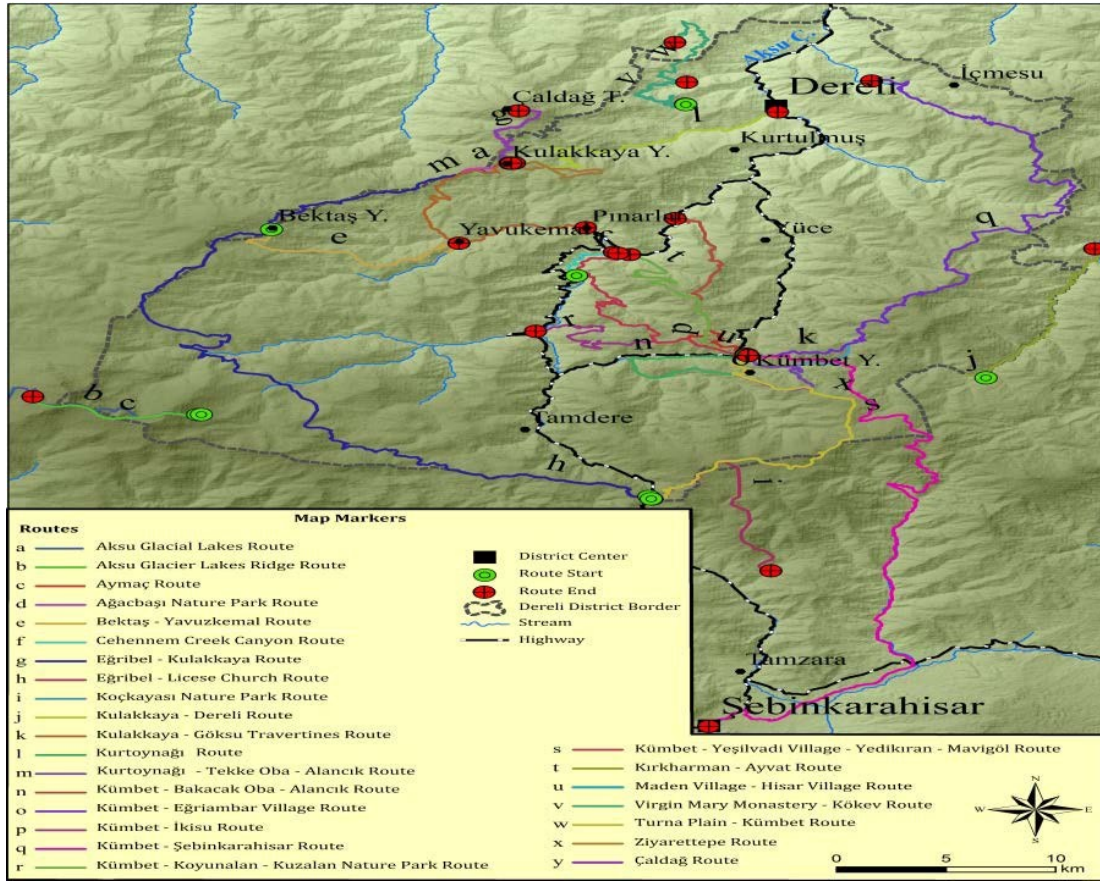 Aksu Ç.
Dereli
İçmesu
v
w
l
Çaldağ T.
g
Kurtulmuş
m
a
Kulakkaya Y.
q
Bektaş Y.
e
Yüce
t
r
n
u
k
Kümbet Y.
j
x
s
b
c
Tamdere
h
i
Tamzara
Şebinkarahisar
Map Markers
Routes
a Aksu Glacial Lakes Route
b Aksu Glacier Lakes Ridge Route
c Aymaç Route
d Ağacbaşı Nature Park Route
e Bektaş - Yavuzkemal Route
f Cehennem Creek Canyon Route
g Eğribel - Kulakkaya Route
h Eğribel - Licese Church Route
i Koçkayası Nature Park Route
j Kulakkaya - Dereli Route
k Kulakkaya - Göksu Travertines Route
l Kurtoynağı Route
m Kurtoynağı - Tekke Oba - Alancık Route
n Kümbet - Bakacak Oba - Alancık Route
o Kümbet - Eğriambar Village Route
p Kümbet - İkisu Route
q Kümbet - Şebinkarahisar Route
r Kümbet - Koyunalan - Kuzalan Nature Park Route
District Center
Route Start
Route End
Dereli District Border
Stream
Highway
s Kümbet - Yeşilvadi Village - Yedikıran - Mavigöl Route
t Kırkharman - Ayvat Route
u Maden Village - Hisar Village Route
v Virgin Mary Monastery - Kökev Route
w Turna Plain - Kümbet Route
x Ziyarettepe Route
y Çaldağ Route
N
W
E
S
0 5 10
km